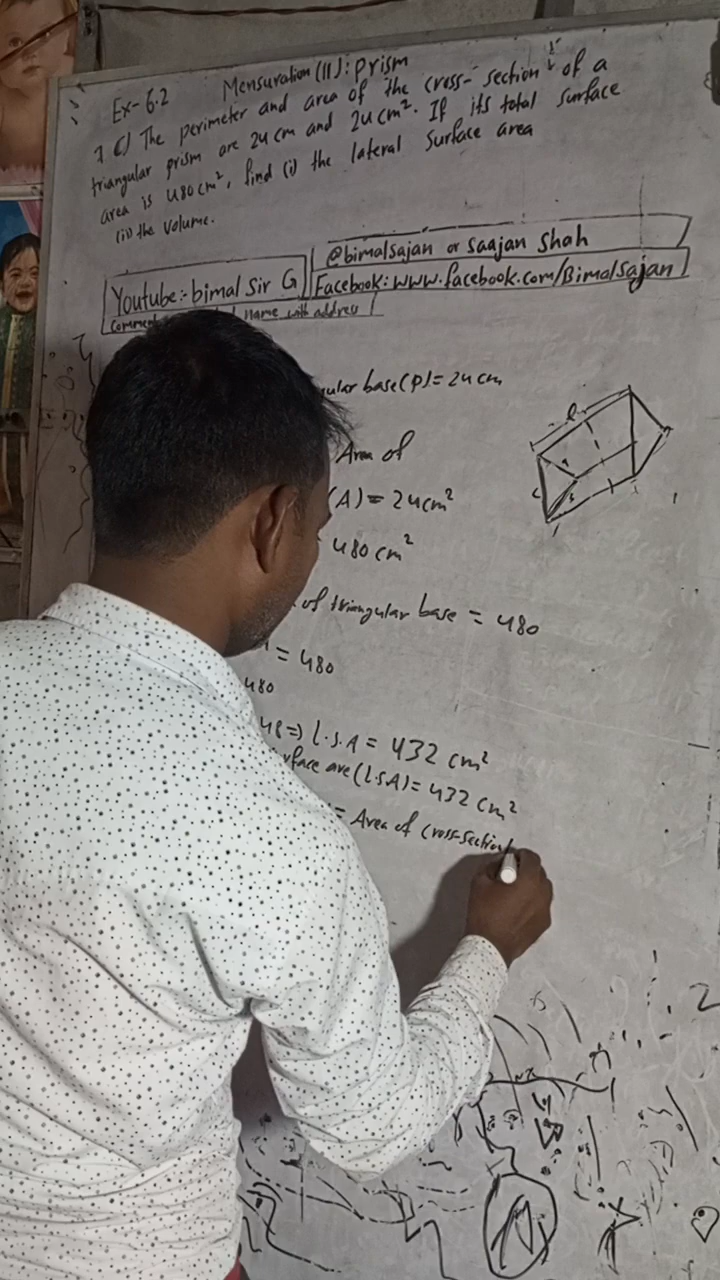 Ex-6.2 Mensuration (II): prism
7 c) The perimeter and area of the cross-section of a
triangular prism are 24 cm and 24 cm². If its total surface
area is 480 cm², find (i) the lateral surface area
(ii) the volume.
@bimalsajan or Saajan Shah
Youtube:- bimal Sir G
Facebook: www.facebook.com/Bimalsajan
name with address
base (P) = 24 cm
Area of
(A) = 24 cm²
480 cm²
of triangular base = 480
= 480
480
48 => L.S.A = 432 cm²
are (LSA) = 432 cm²
= Area of cross-section
l
2